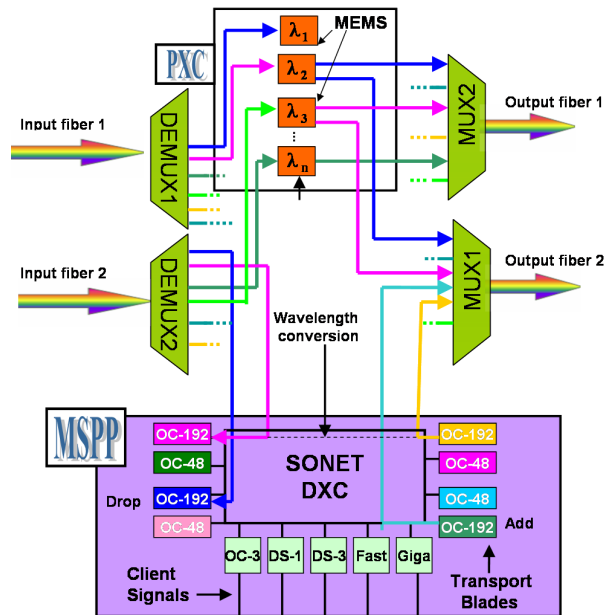 λ1
MEMS
PXC
λ2
Input fiber 1
DEMUX1
λ3
MUX2
Output fiber 1
λn
Input fiber 2
DEMUX2
MUX1
Output fiber 2
Wavelength
conversion
MSPP
OC-192
OC-48
Drop
OC-192
OC-48
SONET
DXC
OC-192
OC-48
OC-48
OC-192
Add
OC-3
DS-1
DS-3
Fast
Giga
Client
Signals
Transport
Blades